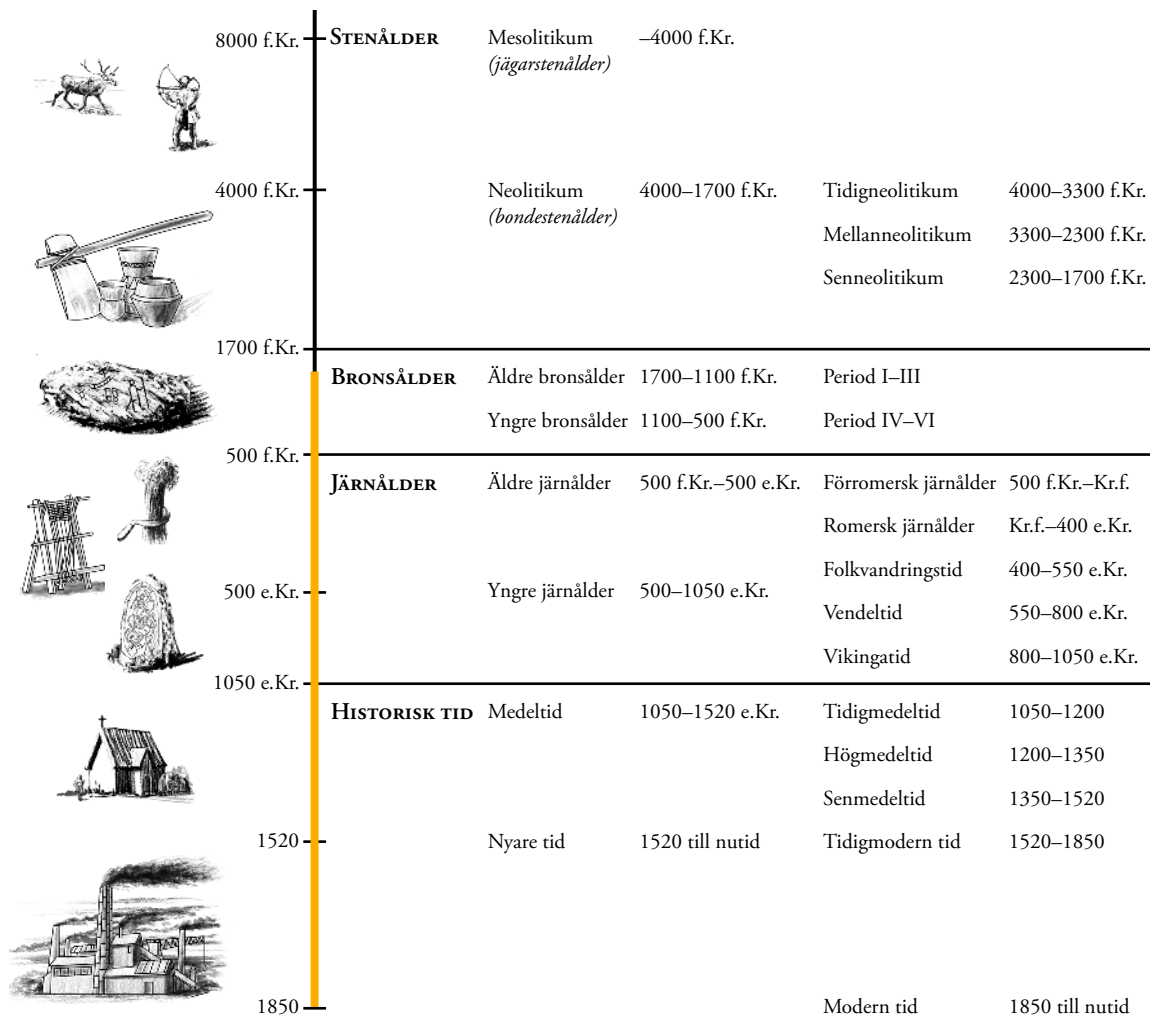 8000 f.Kr. STENÅLDER Mesolitikum –4000 f.Kr.
(jägarstenålder)
4000 f.Kr. Neolitikum 4000–1700 f.Kr. Tidigneolitikum 4000–3300 f.Kr.
(bondestenålder)
Mellanneolitikum 3300–2300 f.Kr.
Senneolitikum 2300–1700 f.Kr.
1700 f.Kr.
BRONSÅLDER Äldre bronsålder 1700–1100 f.Kr. Period I–III
Yngre bronsålder 1100–500 f.Kr. Period IV–VI
500 f.Kr.
JÄRNÅLDER Äldre järnålder 500 f.Kr.–500 e.Kr. Förromersk järnålder 500 f.Kr.–Kr.f.
Romersk järnålder Kr.f.–400 e.Kr.
Folkvandringstid 400–550 e.Kr.
500 e.Kr. Yngre järnålder 500–1050 e.Kr.
Vendeltid 550–800 e.Kr.
Vikingatid 800–1050 e.Kr.
1050 e.Kr.
HISTORISK TID Medeltid 1050–1520 e.Kr. Tidigmedeltid 1050–1200
Högmedeltid 1200–1350
Senmedeltid 1350–1520
1520 Nyare tid 1520 till nutid Tidigmodern tid 1520–1850
1850 Modern tid 1850 till nutid